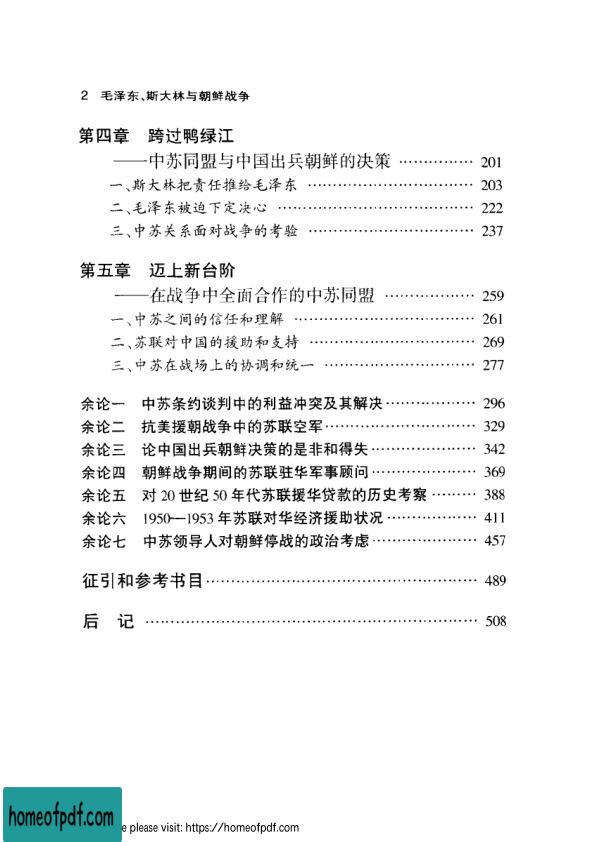 2 毛泽东、斯大林与朝鲜战争
第四章 跨过鸭绿江
——中苏同盟与中国出兵朝鲜的决策 …………… 201
一、斯大林把责任推给毛泽东 …………………………… 203
二、毛泽东被迫下定决心 ………………………………… 222
三、中苏关系面对战争的考验 …………………………… 237
第五章 迈上新台阶
——在战争中全面合作的中苏同盟 ……………… 259
一、中苏之间的信任和理解 ……………………………… 261
二、苏联对中国的援助和支持 …………………………… 269
三、中苏在战场上的协调和统一 ………………………… 277
余论一 中苏条约谈判中的利益冲突及其解决……………… 296
余论二 抗美援朝战争中的苏联空军………………………… 329
余论三 论中国出兵朝鲜决策的是非和得失………………… 342
余论四 朝鲜战争期间的苏联驻华军事顾问………………… 369
余论五 对 20 世纪 50 年代苏联援华贷款的历史考察 ……… 388
余论六 1950—1953 年苏联对华经济援助状况 ……………… 411
余论七 中苏领导人对朝鲜停战的政治考虑………………… 457
征引和参考书目……………………………………………… 489
后 记 ………………………………………………………… 508
homeofpdf.com
e please visit: https://homeofpdf.com